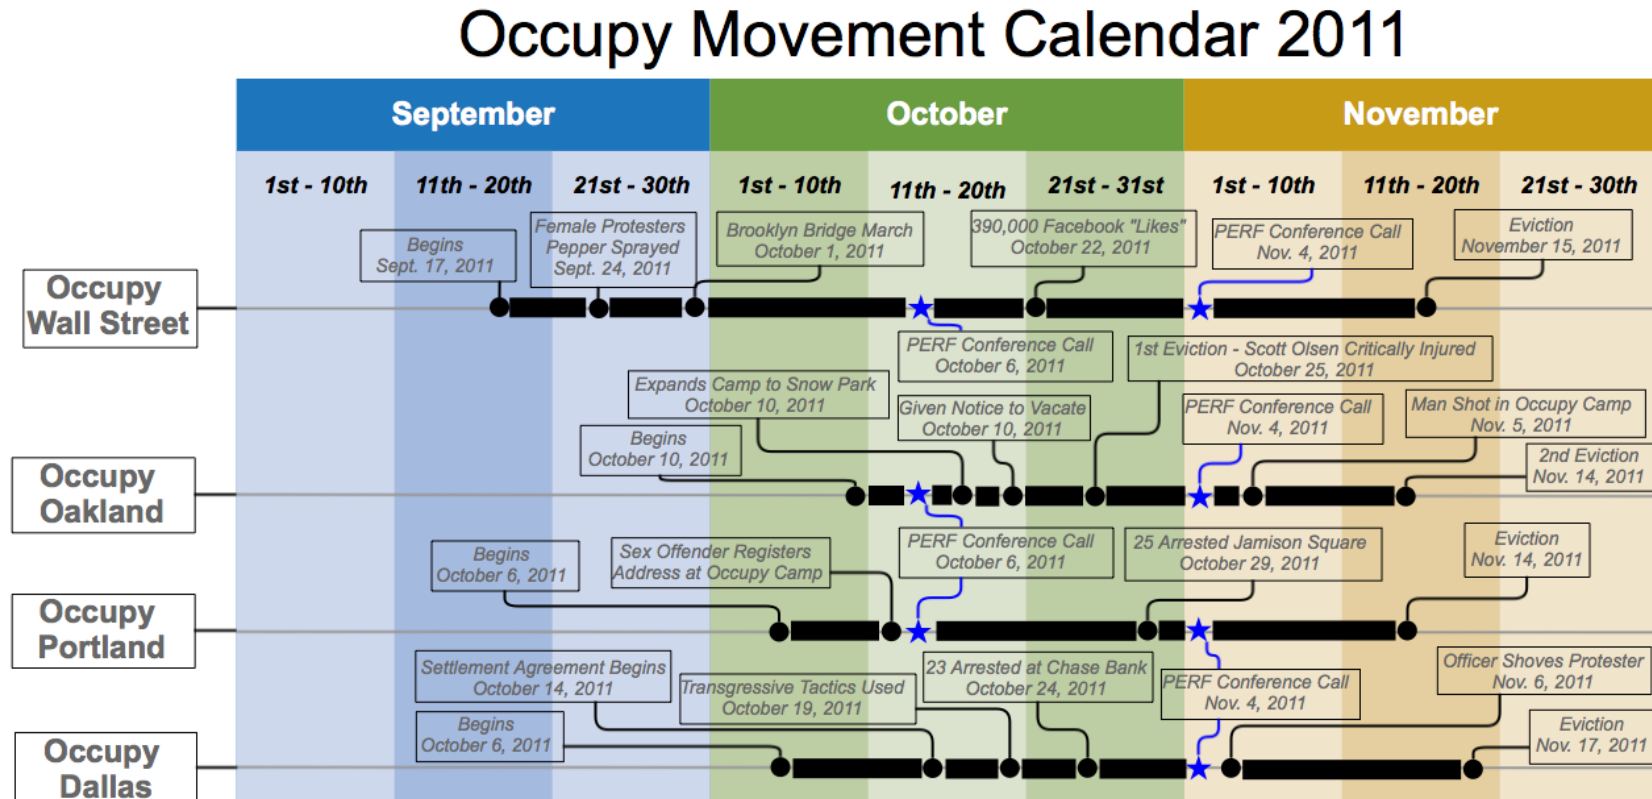 Occupy Movement Calendar 2011
September
October
November
1st - 10th
11th - 20th
21st - 30th
1st - 10th
11th - 20th
21st - 31st
1st - 10th
11th - 20th
21st - 30th
Occupy
Wall Street
Begins
Sept. 17, 2011
Female Protesters
Pepper Sprayed
Sept. 24, 2011
Brooklyn Bridge March
October 1, 2011
390,000 Facebook "Likes"
October 22, 2011
PERF Conference Call
Nov. 4, 2011
Eviction
November 15, 2011
PERF Conference Call
October 6, 2011
Occupy
Oakland
Begins
October 10, 2011
Expands Camp to Snow Park
October 10, 2011
Given Notice to Vacate
October 10, 2011
1st Eviction - Scott Olsen Critically Injured
October 25, 2011
PERF Conference Call
Nov. 4, 2011
Man Shot in Occupy Camp
Nov. 5, 2011
2nd Eviction
Nov. 14, 2011
Occupy
Portland
Begins
October 6, 2011
Sex Offender Registers
Address at Occupy Camp
PERF Conference Call
October 6, 2011
25 Arrested Jamison Square
October 29, 2011
Eviction
Nov. 14, 2011
Occupy
Dallas
Begins
October 6, 2011
Settlement Agreement Begins
October 14, 2011
Transgressive Tactics Used
October 19, 2011
23 Arrested at Chase Bank
October 24, 2011
PERF Conference Call
Nov. 4, 2011
Officer Shoves Protester
Nov. 6, 2011
Eviction
Nov. 17, 2011